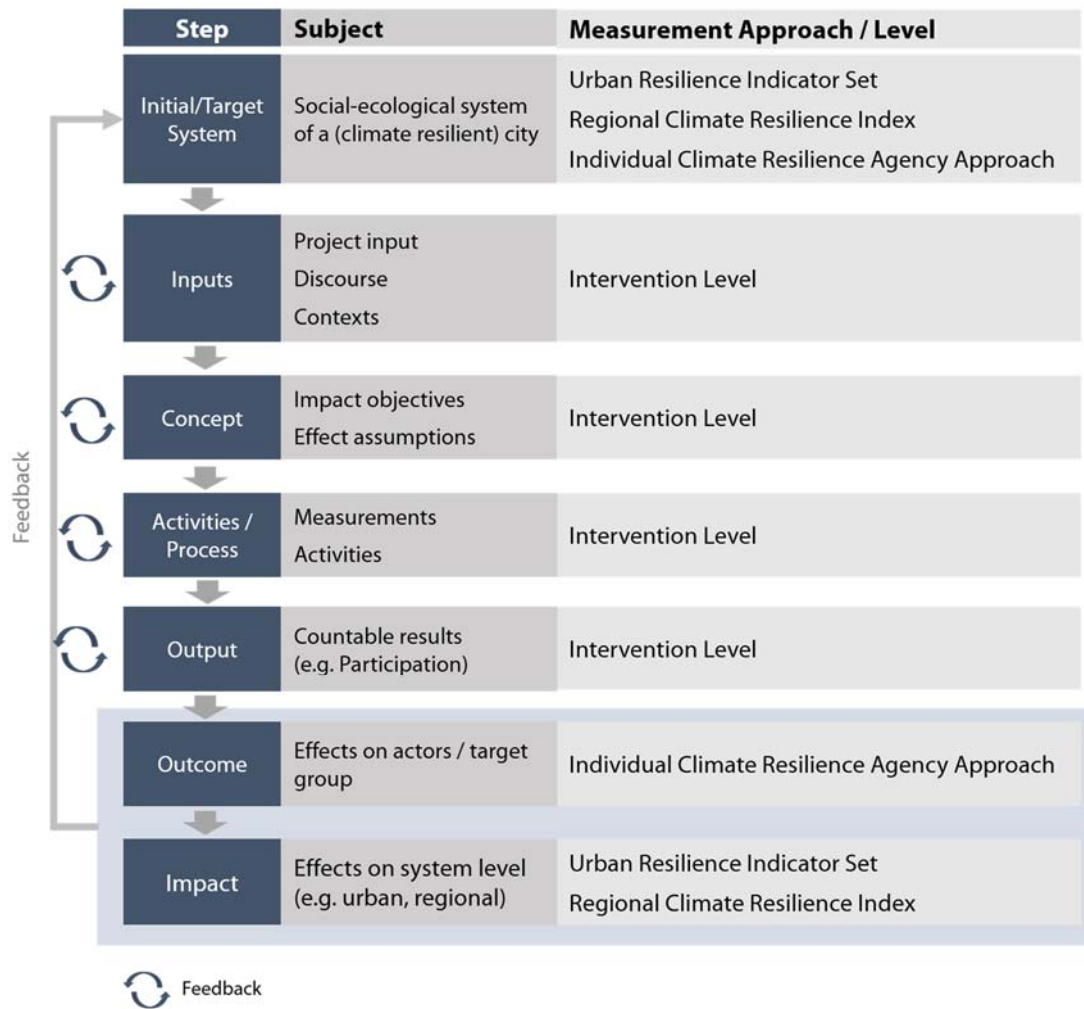 Step Subject Measurement Approach / Level
Initial/Target
System
Social-ecological system
of a (climate resilient) city
Urban Resilience Indicator Set
Regional Climate Resilience Index
Individual Climate Resilience Agency Approach
Inputs
Project input
Discourse
Contexts
Intervention Level
Concept
Impact objectives
Effect assumptions
Intervention Level
Activities /
Process
Measurements
Activities
Intervention Level
Output
Countable results
(e.g. Participation)
Intervention Level
Outcome
Effects on actors / target
group
Individual Climate Resilience Agency Approach
Impact
Effects on system level
(e.g. urban, regional)
Urban Resilience Indicator Set
Regional Climate Resilience Index
Feedback
Feedback